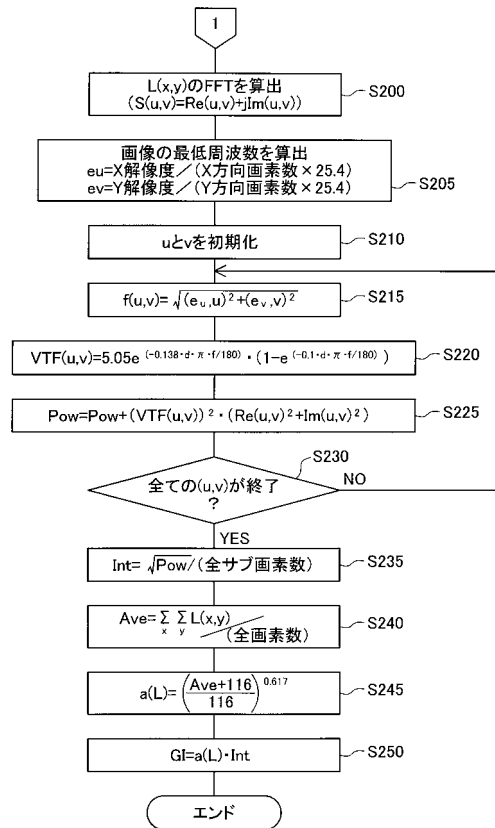 1
L(x,y)のFFTを算出
(S(u,v)=Re(u,v)+jIm(u,v))
S200
画像の最低周波数を算出
eu=X解像度/(X方向画素数×25.4)
ev=Y解像度/(Y方向画素数×25.4)
S205
uとvを初期化
S210
f(u,v)=√(e_u,u)²+(e_v,v)²
S215
VTF(u,v)=5.05e^(-0.138·d·π·f/180)·(1-e^(-0.1·d·π·f/180))
S220
Pow=Pow+(VTF(u,v))²·(Re(u,v)²+Im(u,v)²)
S225
S230
全ての(u,v)が終了
?
NO
YES
Int=√Pow/(全サブ画素数)
S235
Ave=Σx Σy L(x,y)/(全画素数)
S240
a(L)=((Ave+116)/116)^0.617
S245
GI=a(L)·Int
S250
エンド